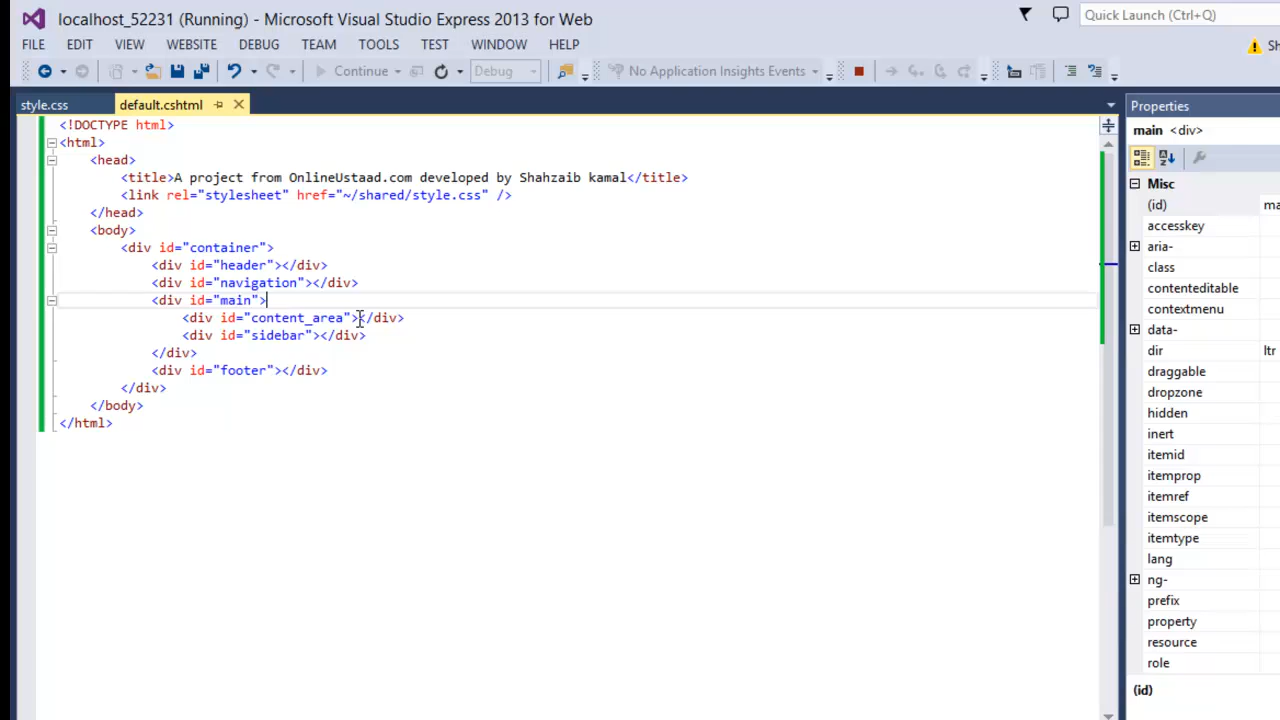 localhost_52231 (Running) - Microsoft Visual Studio Express 2013 for Web
Quick Launch (Ctrl+Q)
FILE EDIT VIEW WEBSITE DEBUG TEAM TOOLS TEST WINDOW HELP
Continue Debug No Application Insights Events
style.css default.cshtml
<!DOCTYPE html>
<html>
<head>
<title>A project from OnlineUstaad.com developed by Shahzaib kamal</title>
<link rel="stylesheet" href="~/shared/style.css" />
</head>
<body>
<div id="container">
<div id="header"></div>
<div id="navigation"></div>
<div id="main">
<div id="content_area"></div>
<div id="sidebar"></div>
</div>
<div id="footer"></div>
</div>
</body>
</html>
Properties
main <div>
Misc
(id)
accesskey
aria-
class
contenteditable
contextmenu
data-
dir ltr
draggable
dropzone
hidden
inert
itemid
itemprop
itemref
itemscope
itemtype
lang
ng-
prefix
property
resource
role
(id)